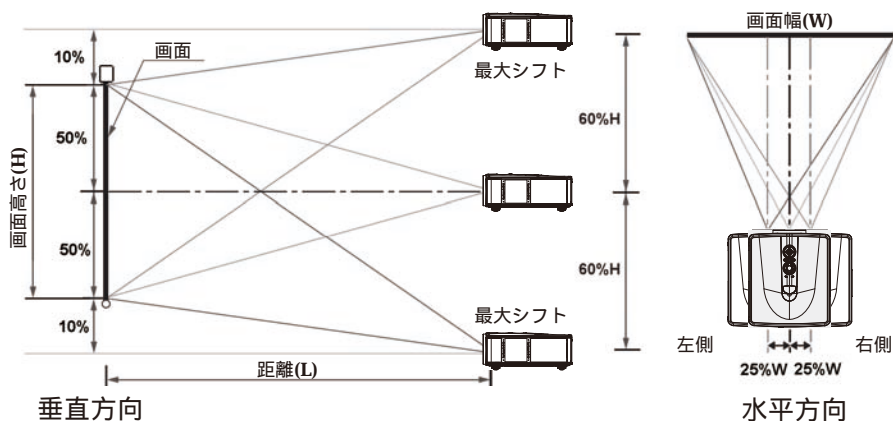 画面幅(W)
10%
画面
最大シフト
50%
60%H
画面高さ(H)
50%
60%H
10%
最大シフト
左側
右側
距離(L)
25%W 25%W
垂直方向
水平方向